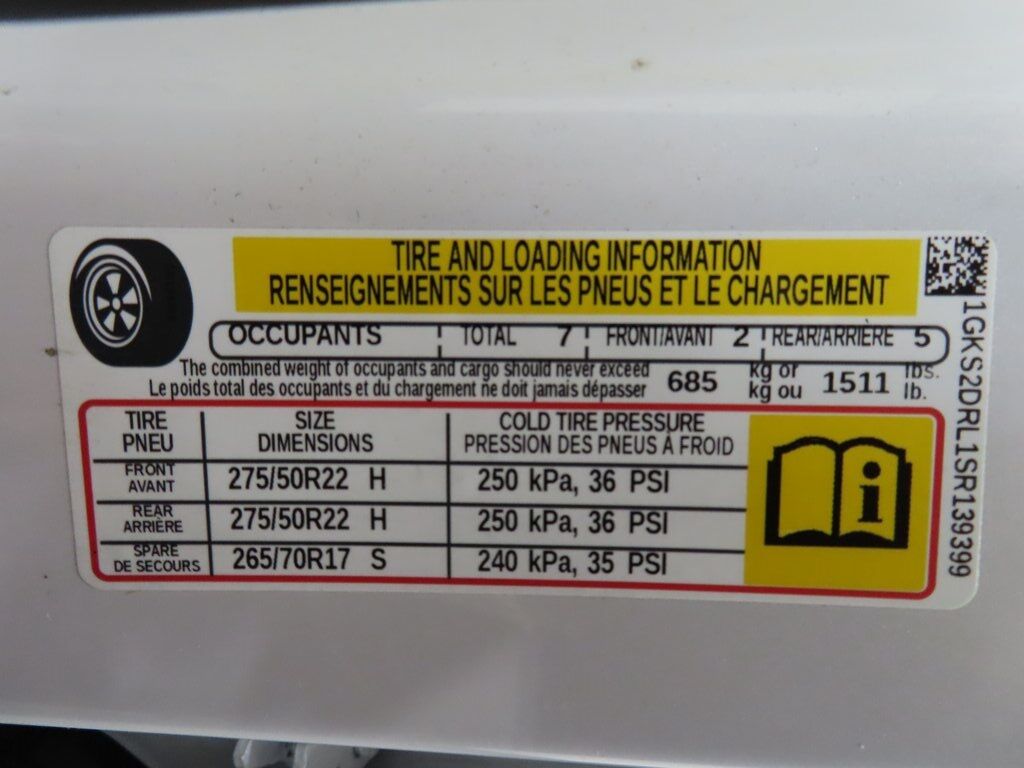 TIRE AND LOADING INFORMATION
RENSEIGNEMENTS SUR LES PNEUS ET LE CHARGEMENT
OCCUPANTS TOTAL 7 FRONT/AVANT 2 REAR/ARRIÈRE 5
The combined weight of occupants and cargo should never exceed
Le poids total des occupants et du chargement ne doit jamais dépasser
685 kg or 1511 lbs.
kg ou lb.
TIRE SIZE COLD TIRE PRESSURE
PNEU DIMENSIONS PRESSION DES PNEUS À FROID
FRONT
AVANT 275/50R22 H 250 kPa, 36 PSI
REAR
ARRIÈRE 275/50R22 H 250 kPa, 36 PSI
SPARE
DE SECOURS 265/70R17 S 240 kPa, 35 PSI
i
1GKS2DRL1SR139399